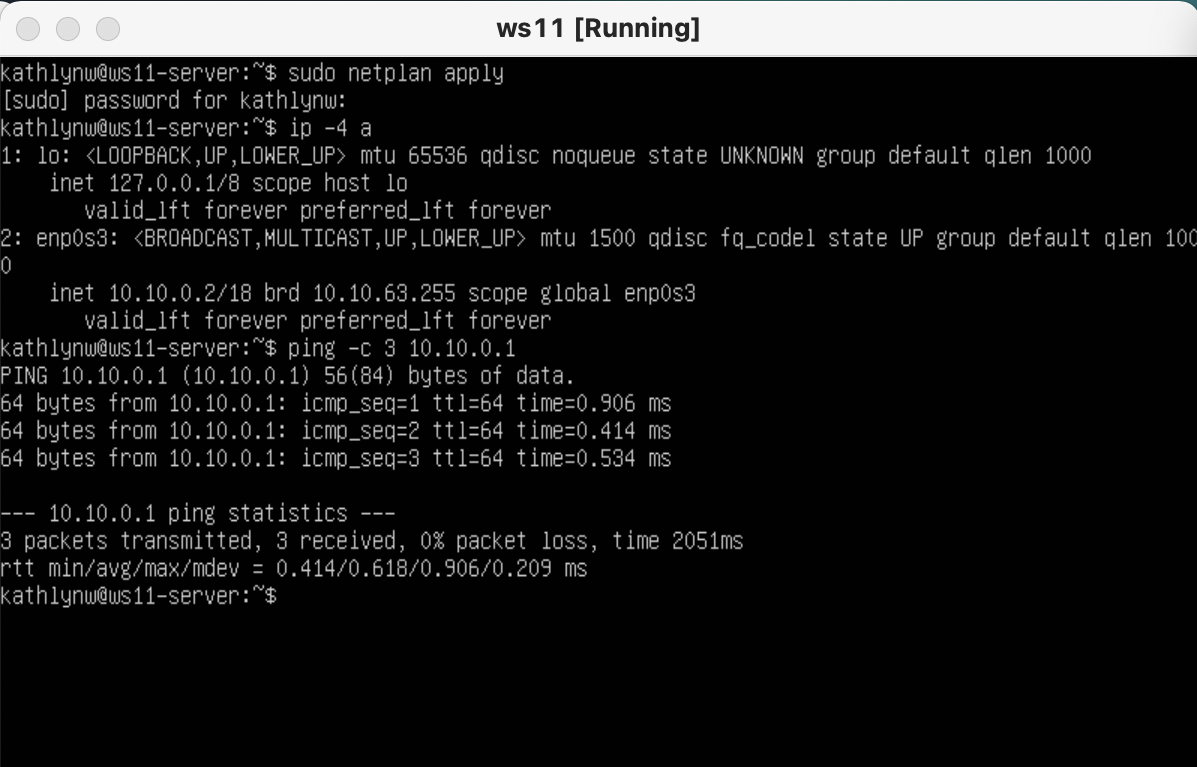 ws11 [Running]
kathlynw@ws11-server:~$ sudo netplan apply
[sudo] password for kathlynw:
kathlynw@ws11-server:~$ ip -4 a
1: lo: <LOOPBACK,UP,LOWER_UP> mtu 65536 qdisc noqueue state UNKNOWN group default qlen 1000
    inet 127.0.0.1/8 scope host lo
       valid_lft forever preferred_lft forever
2: enp0s3: <BROADCAST,MULTICAST,UP,LOWER_UP> mtu 1500 qdisc fq_codel state UP group default qlen 100
0
    inet 10.10.0.2/18 brd 10.10.63.255 scope global enp0s3
       valid_lft forever preferred_lft forever
kathlynw@ws11-server:~$ ping -c 3 10.10.0.1
PING 10.10.0.1 (10.10.0.1) 56(84) bytes of data.
64 bytes from 10.10.0.1: icmp_seq=1 ttl=64 time=0.906 ms
64 bytes from 10.10.0.1: icmp_seq=2 ttl=64 time=0.414 ms
64 bytes from 10.10.0.1: icmp_seq=3 ttl=64 time=0.534 ms
--- 10.10.0.1 ping statistics ---
3 packets transmitted, 3 received, 0% packet loss, time 2051ms
rtt min/avg/max/mdev = 0.414/0.618/0.906/0.209 ms
kathlynw@ws11-server:~$